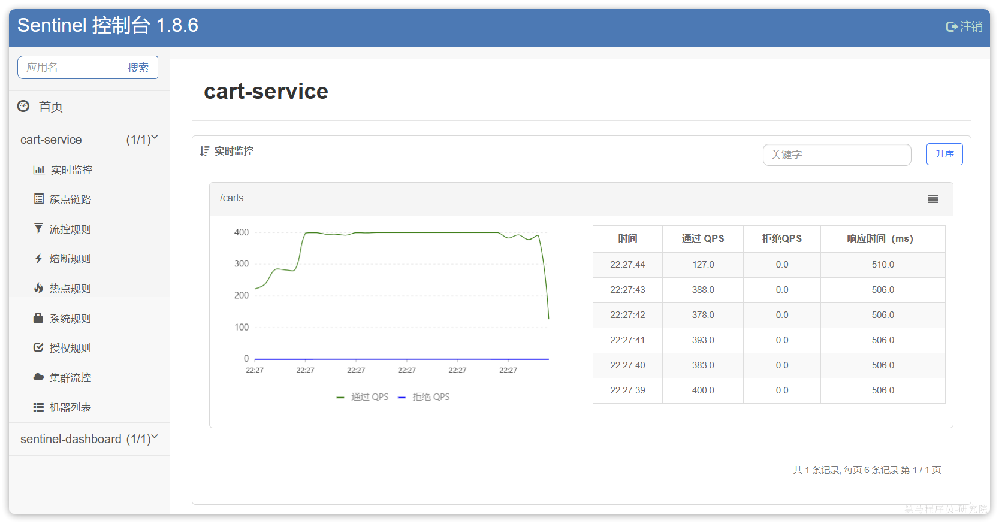 Sentinel 控制台 1.8.6
注销
应用名
搜索
首页
cart-service (1/1)
实时监控
簇点链路
流控规则
熔断规则
热点规则
系统规则
授权规则
集群流控
机器列表
sentinel-dashboard (1/1)
cart-service
实时监控
关键字
升序
/carts
400
300
200
100
0
22:27 22:27 22:27 22:27 22:27 22:27
通过 QPS 拒绝 QPS
时间 通过 QPS 拒绝QPS 响应时间（ms）
22:27:44 127.0 0.0 510.0
22:27:43 388.0 0.0 506.0
22:27:42 378.0 0.0 506.0
22:27:41 393.0 0.0 506.0
22:27:40 383.0 0.0 506.0
22:27:39 400.0 0.0 506.0
共 1 条记录, 每页 6 条记录 第 1 / 1 页
黑马程序员-研究院